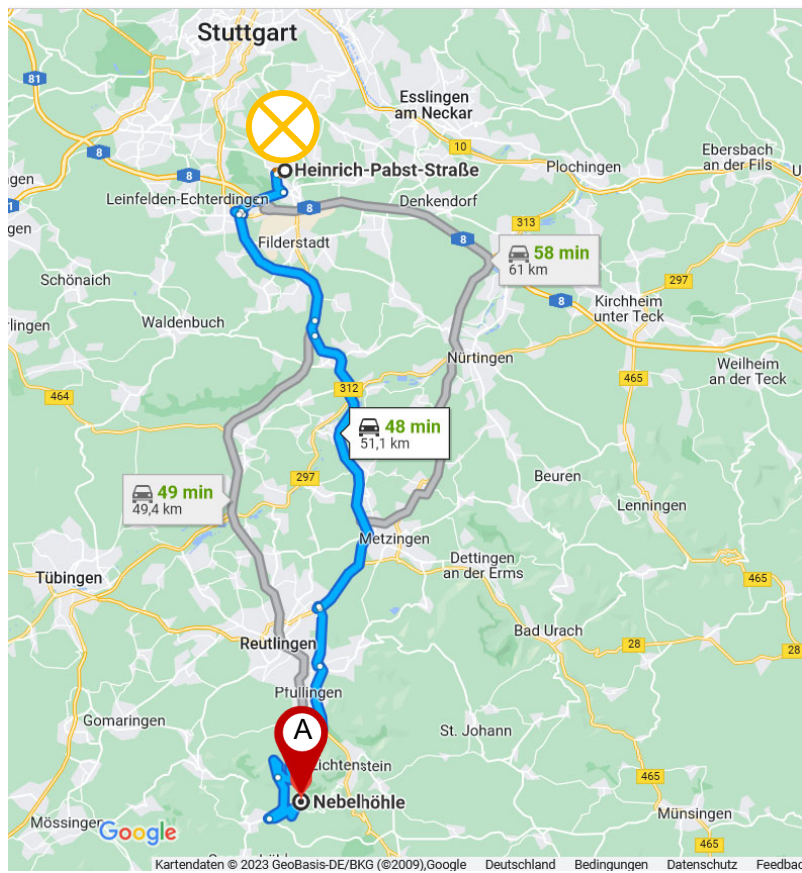 Stuttgart
81
8
Esslingen
am Neckar
10
Ebersbach
an der Fils
Plochingen
Heinrich-Pabst-Straße
8
Leinfelden-Echterdingen
8
Denkendorf
313
Filderstadt
8
58 min
61 km
Schönaich
297
8
Kirchheim
unter Teck
Waldenbuch
Nürtingen
Weilheim
an der Teck
312
465
464
48 min
51,1 km
297
Beuren
49 min
49,4 km
Lenningen
Metzingen
Dettingen
an der Erms
Tübingen
465
Bad Urach
Reutlingen
28
28
Pfullingen
Gomaringen
St. Johann
A
Lichtenstein
465
Nebelhöhle
Münsingen
Mössingen
Google
465
Kartendaten © 2023 GeoBasis-DE/BKG (©2009),Google Deutschland Bedingungen Datenschutz Feedbac